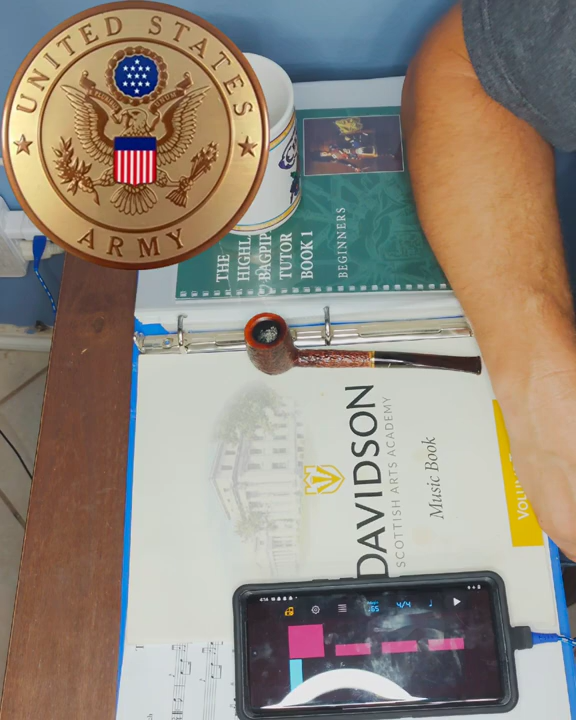 UNITED STATES
ARMY
THE
HIGHL
BAGPIP
TUTOR
BOOK 1
BEGINNERS
DAVIDSON
SCOTTISH ARTS ACADEMY
Music Book
4/4